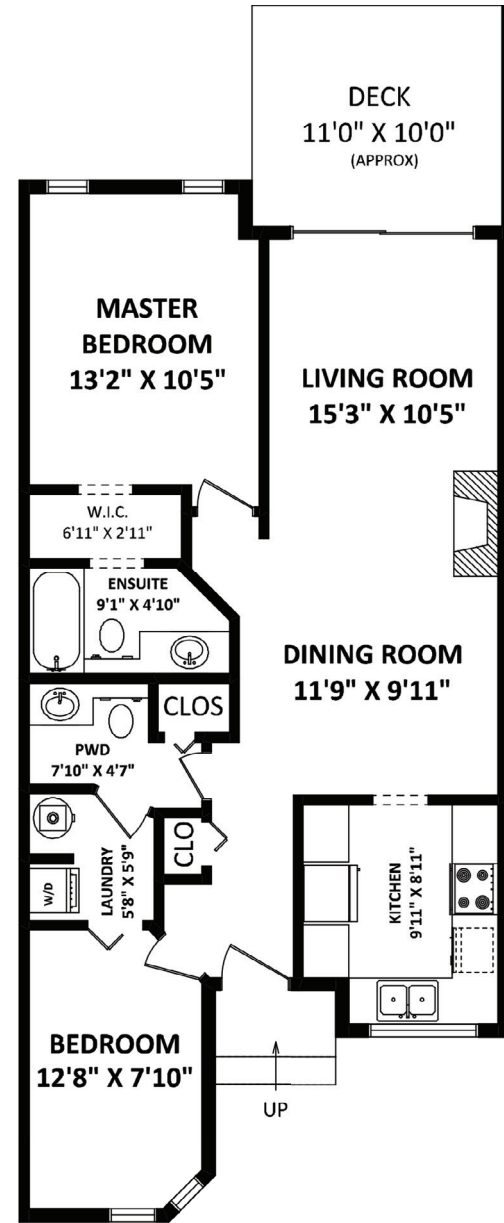 DECK
11'0" X 10'0"
(APPROX)
MASTER
BEDROOM
13'2" X 10'5"
LIVING ROOM
15'3" X 10'5"
W.I.C.
6'11" X 2'11"
ENSUITE
9'1" X 4'10"
DINING ROOM
11'9" X 9'11"
CLOS
PWD
7'10" X 4'7"
CLO
LAUNDRY
5'8" X 5'9"
W/D
KITCHEN
9'11" X 8'11"
BEDROOM
12'8" X 7'10"
UP